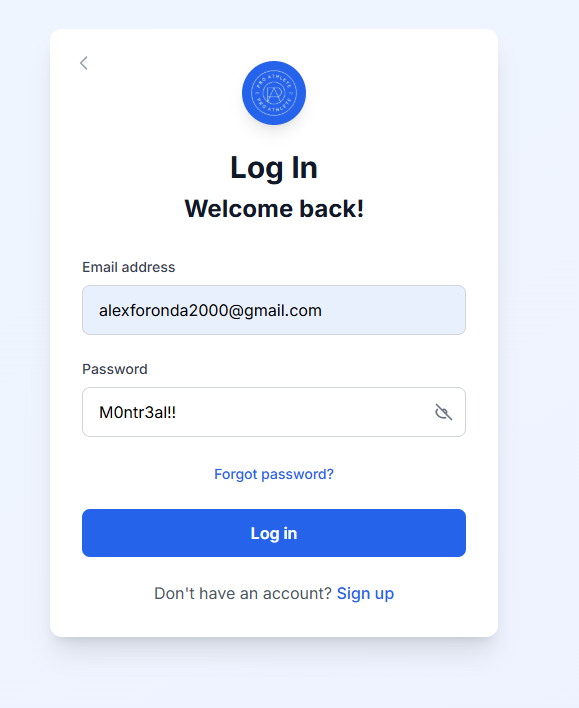 PRO ATHLETE
PRO ATHLETE
Log In
Welcome back!
Email address
alexforonda2000@gmail.com
Password
M0ntr3al!!
Forgot password?
Log in
Don't have an account? Sign up